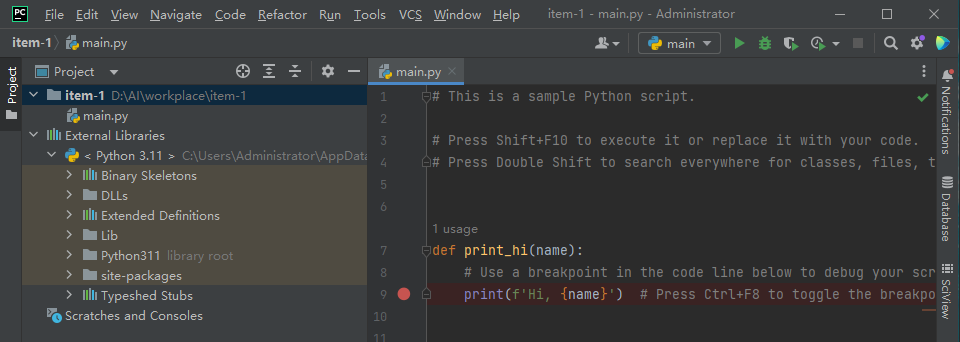 PC File Edit View Navigate Code Refactor Run Tools VCS Window Help item-1 - main.py - Administrator
item-1 main.py main
Project
Project
item-1 D:\AI\workplace\item-1
main.py
External Libraries
< Python 3.11 > C:\Users\Administrator\AppData
Binary Skeletons
DLLs
Extended Definitions
Lib
Python311 library root
site-packages
Typeshed Stubs
Scratches and Consoles
main.py
1 # This is a sample Python script.
2
3 # Press Shift+F10 to execute it or replace it with your code.
4 # Press Double Shift to search everywhere for classes, files, t
5
6
1 usage
7 def print_hi(name):
8 # Use a breakpoint in the code line below to debug your scr
9 print(f'Hi, {name}') # Press Ctrl+F8 to toggle the breakpo
10
11
Notifications
Database
SciView